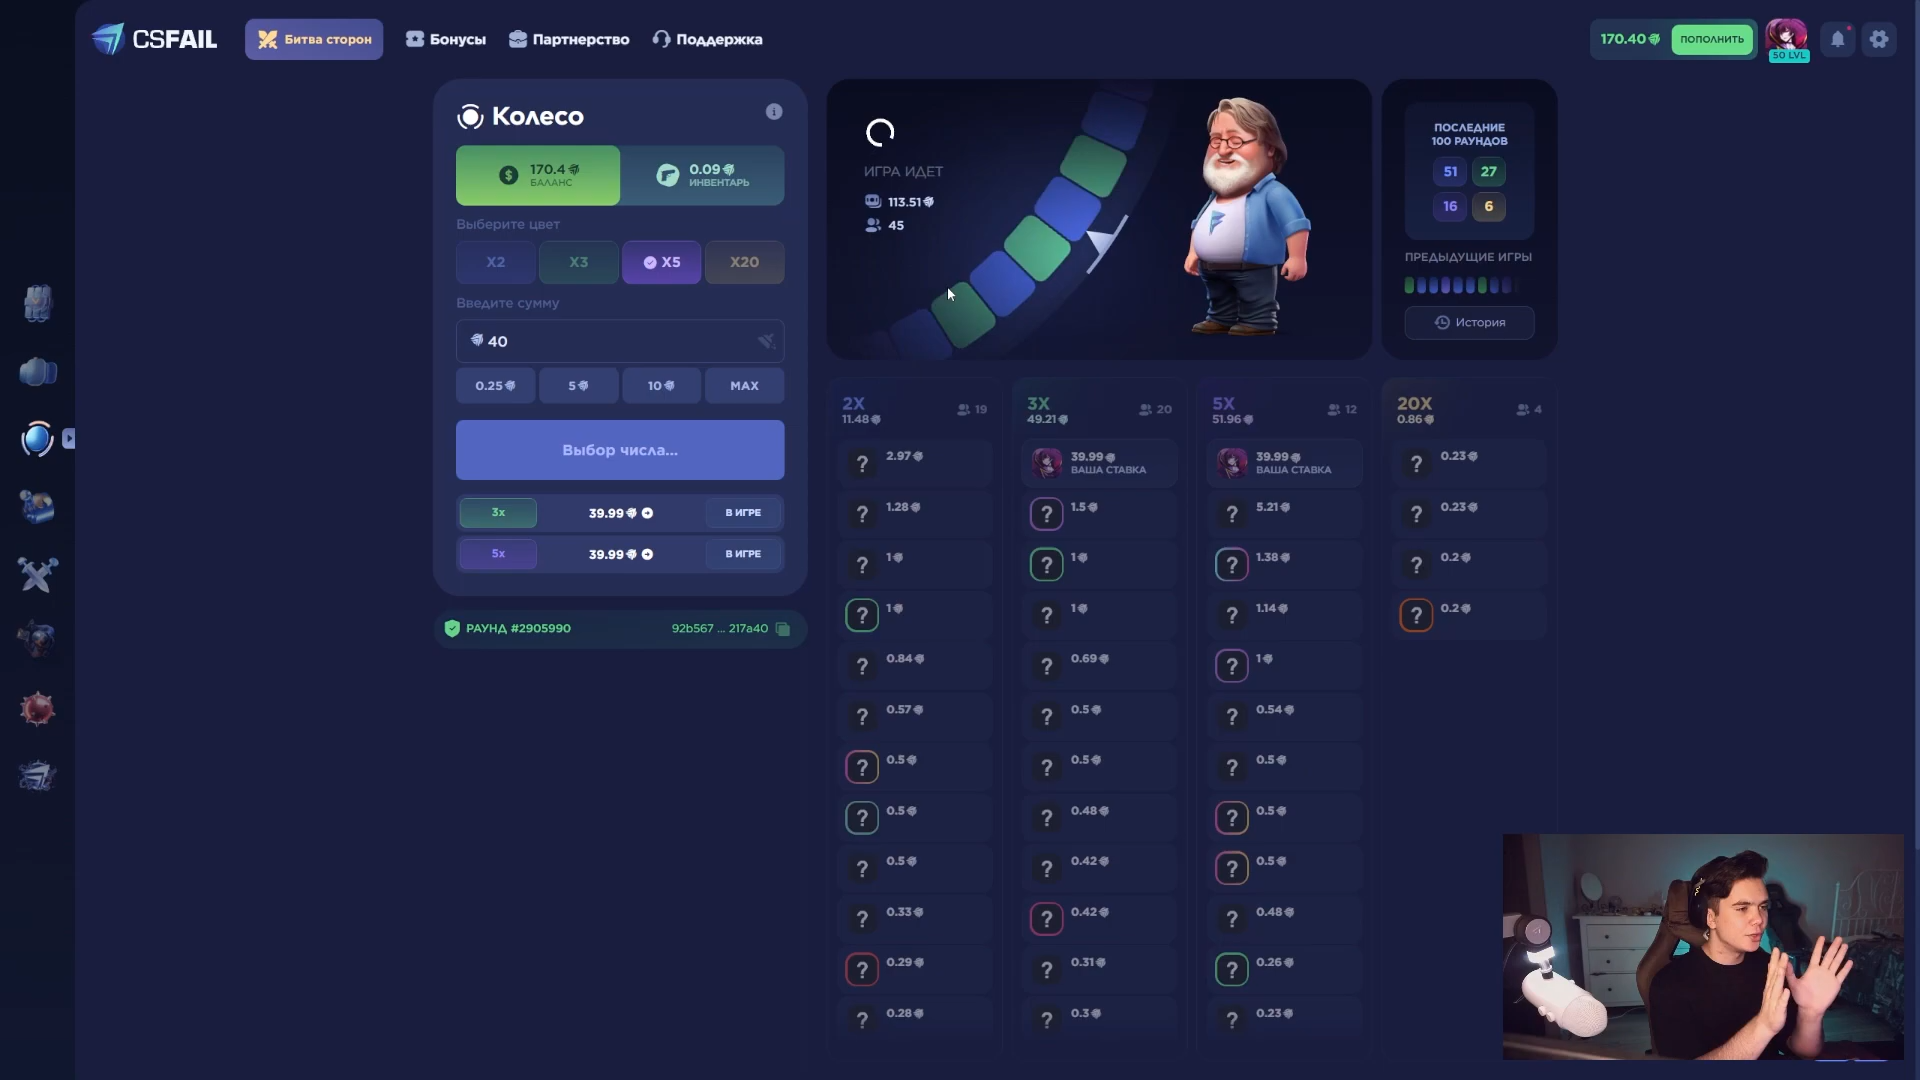 CSFAIL
Битва сторон
Бонусы
Партнерство
Поддержка
170.40
ПОПОЛНИТЬ
50 LVL
Колесо
170.4
БАЛАНС
0.09
ИНВЕНТАРЬ
Выберите цвет
X2
X3
X5
X20
Введите сумму
40
0.25
5
10
MAX
Выбор числа...
3x
39.99
В ИГРЕ
5x
39.99
В ИГРЕ
РАУНД #2905990
92b567 ... 217a40
ИГРА ИДЕТ
113.51
45
ПОСЛЕДНИЕ
100 РАУНДОВ
51
27
16
6
ПРЕДЫДУЩИЕ ИГРЫ
История
2X
11.48
19
?
2.97
?
1.28
?
1
?
1
?
0.84
?
0.57
?
0.5
?
0.5
?
0.5
?
0.33
?
0.29
?
0.28
3X
49.21
20
39.99
ВАША СТАВКА
?
1.5
?
1
?
1
?
0.69
?
0.5
?
0.5
?
0.48
?
0.42
?
0.42
?
0.31
?
0.3
5X
51.96
12
39.99
ВАША СТАВКА
?
5.21
?
1.38
?
1.14
?
1
?
0.54
?
0.5
?
0.5
?
0.5
?
0.48
?
0.26
?
0.23
20X
0.86
4
?
0.23
?
0.23
?
0.2
?
0.2